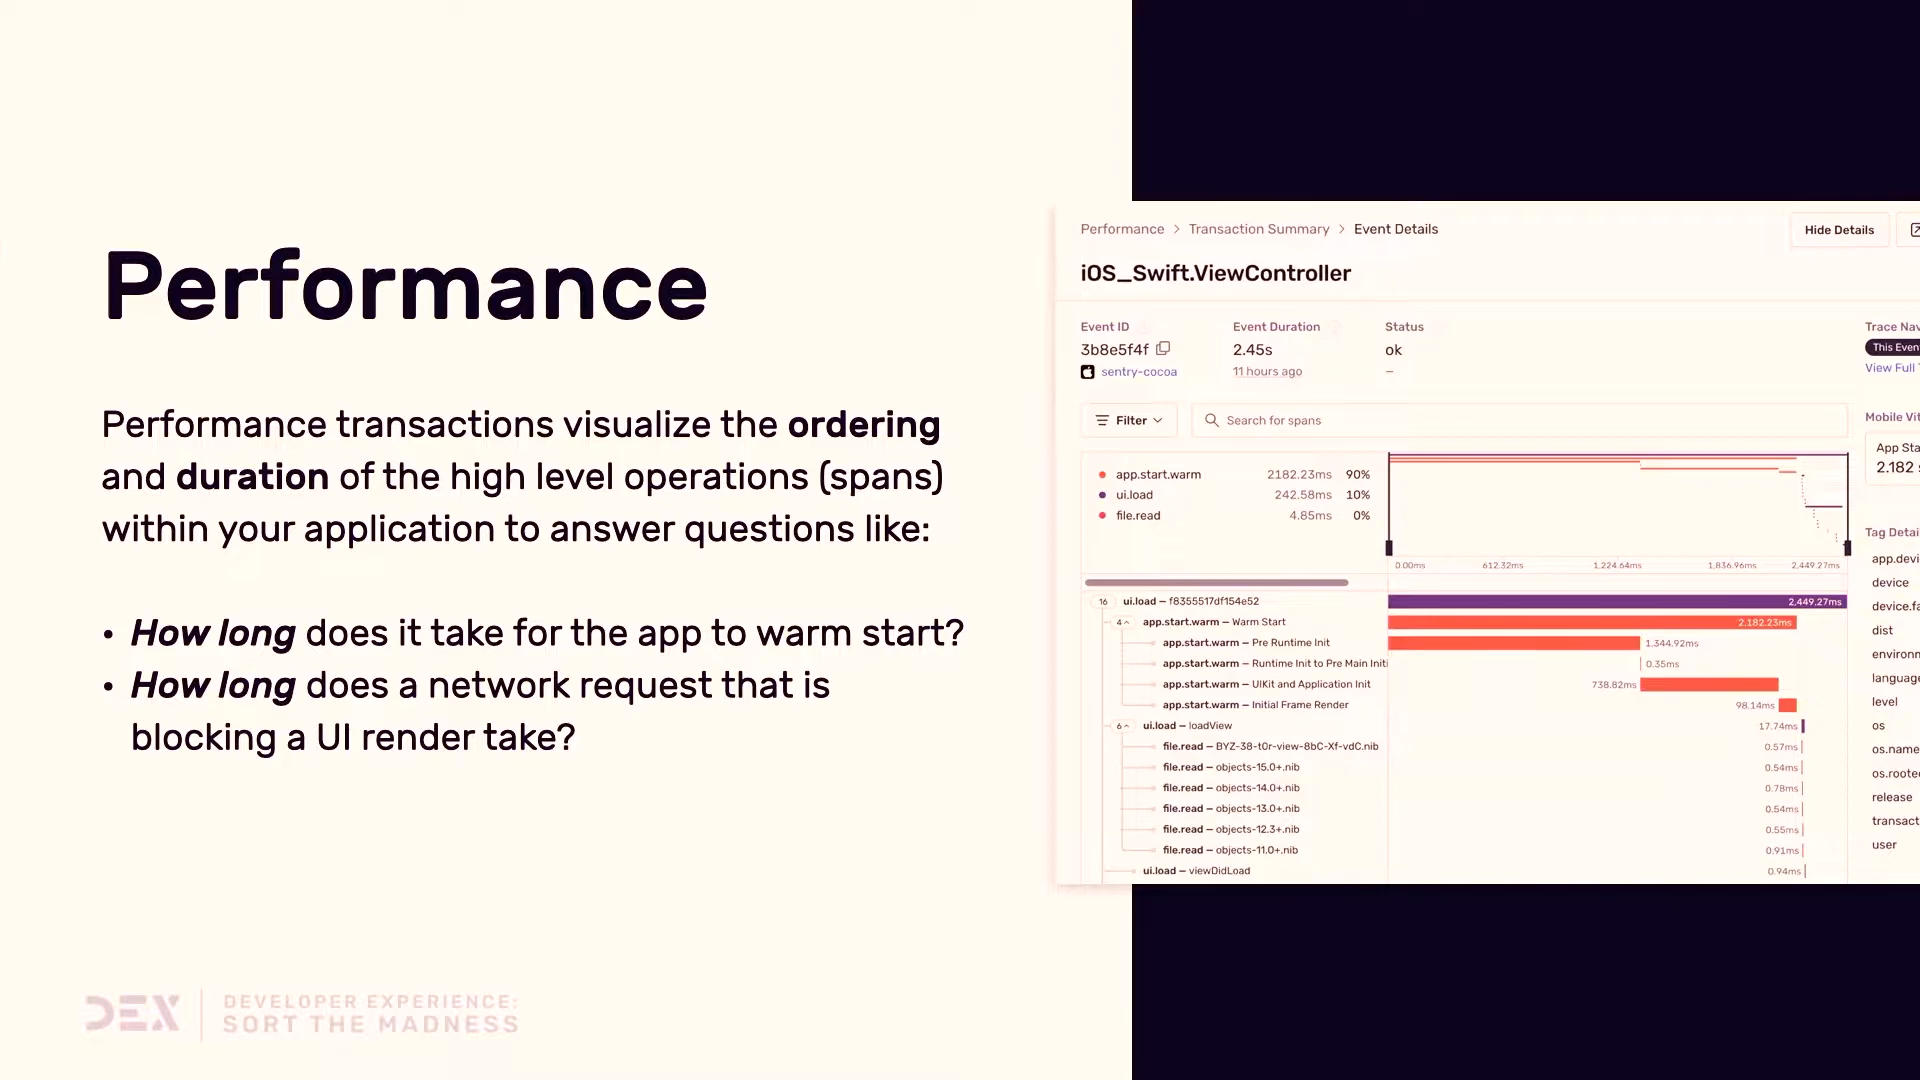 Performance
Performance transactions visualize the ordering
and duration of the high level operations (spans)
within your application to answer questions like:
• How long does it take for the app to warm start?
• How long does a network request that is
blocking a UI render take?
DEX
DEVELOPER EXPERIENCE:
SORT THE MADNESS
Performance > Transaction Summary > Event Details
Hide Details
iOS_Swift.ViewController
Event ID
3b8e5f4f
sentry-cocoa
Event Duration
2.45s
11 hours ago
Status
ok
–
Trace Nav
This Even
View Full T
Filter
Search for spans
Mobile Vit
App Sta
2.182 s
app.start.warm 2182.23ms 90%
ui.load 242.58ms 10%
file.read 4.85ms 0%
0.00ms 612.32ms 1,224.64ms 1,836.96ms 2,449.27ms
16 ui.load – f8355517df154e52 2,449.27ms
4 app.start.warm – Warm Start 2,182.23ms
app.start.warm – Pre Runtime Init 1,344.92ms
app.start.warm – Runtime Init to Pre Main Initi 0.35ms
app.start.warm – UIKit and Application Init 738.82ms
app.start.warm – Initial Frame Render 98.14ms
6 ui.load – loadView 17.74ms
file.read – BYZ-38-t0r-view-8bC-Xf-vdC.nib 0.57ms
file.read – objects-15.0+.nib 0.54ms
file.read – objects-14.0+.nib 0.78ms
file.read – objects-13.0+.nib 0.54ms
file.read – objects-12.3+.nib 0.55ms
file.read – objects-11.0+.nib 0.91ms
ui.load – viewDidLoad 0.94ms
Tag Detai
app.devi
device
device.fa
dist
environm
language
level
os
os.name
os.roote
release
transact
user